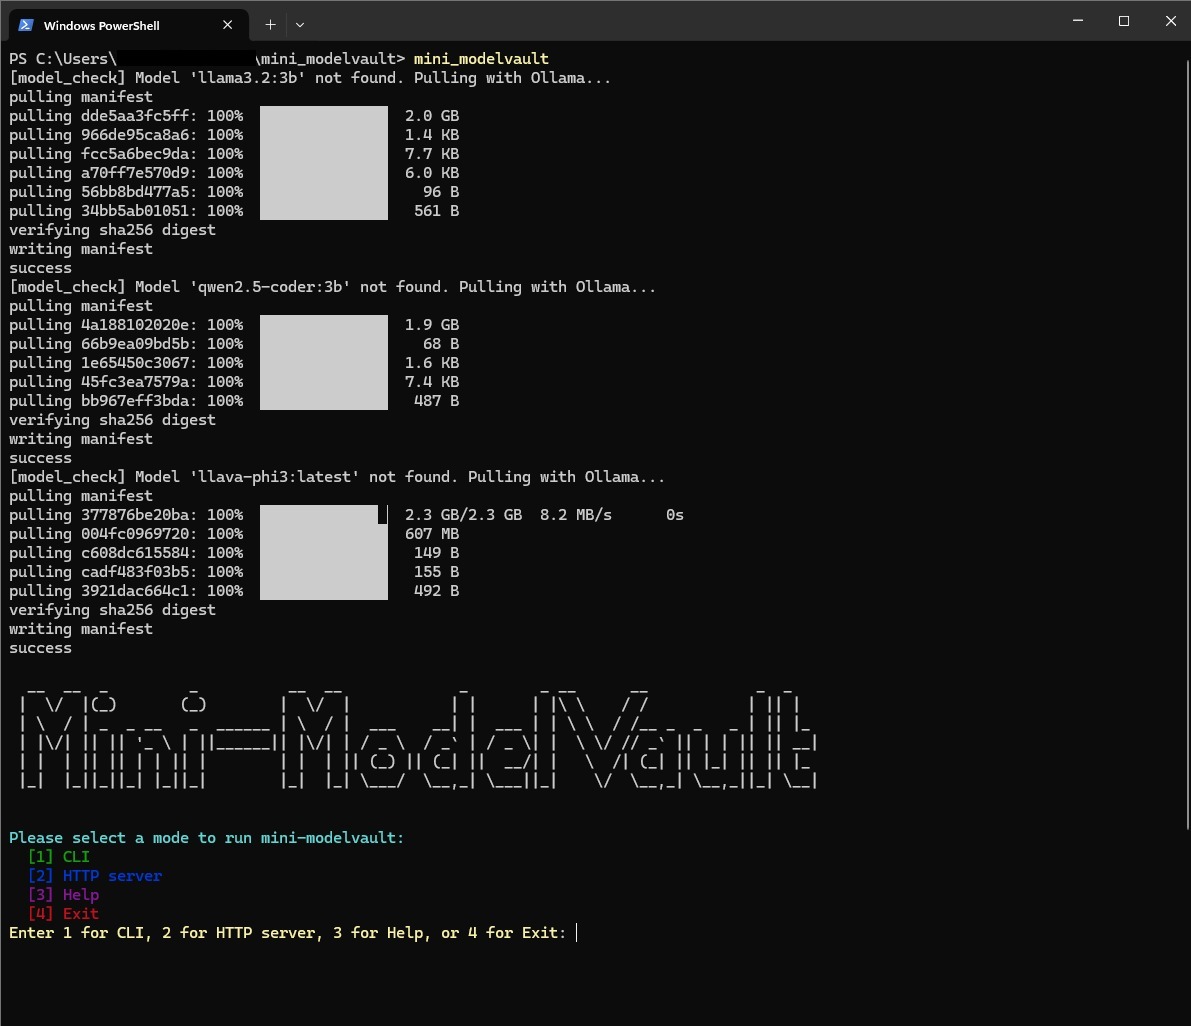 Windows PowerShell
PS C:\Users\ \mini_modelvault> mini_modelvault
[model_check] Model 'llama3.2:3b' not found. Pulling with Ollama...
pulling manifest
pulling dde5aa3fc5ff: 100% 2.0 GB
pulling 966de95ca8a6: 100% 1.4 KB
pulling fcc5a6bec9da: 100% 7.7 KB
pulling a70ff7e570d9: 100% 6.0 KB
pulling 56bb8bd477a5: 100% 96 B
pulling 34bb5ab01051: 100% 561 B
verifying sha256 digest
writing manifest
success
[model_check] Model 'qwen2.5-coder:3b' not found. Pulling with Ollama...
pulling manifest
pulling 4a188102020e: 100% 1.9 GB
pulling 66b9ea09bd5b: 100% 68 B
pulling 1e65450c3067: 100% 1.6 KB
pulling 45fc3ea7579a: 100% 7.4 KB
pulling bb967eff3bda: 100% 487 B
verifying sha256 digest
writing manifest
success
[model_check] Model 'llava-phi3:latest' not found. Pulling with Ollama...
pulling manifest
pulling 377876be20ba: 100% 2.3 GB/2.3 GB 8.2 MB/s 0s
pulling 004fc0969720: 100% 607 MB
pulling c608dc615584: 100% 149 B
pulling cadf483f03b5: 100% 155 B
pulling 3921dac664c1: 100% 492 B
verifying sha256 digest
writing manifest
success
Mini-ModelVault
Please select a mode to run mini-modelvault:
[1] CLI
[2] HTTP server
[3] Help
[4] Exit
Enter 1 for CLI, 2 for HTTP server, 3 for Help, or 4 for Exit: